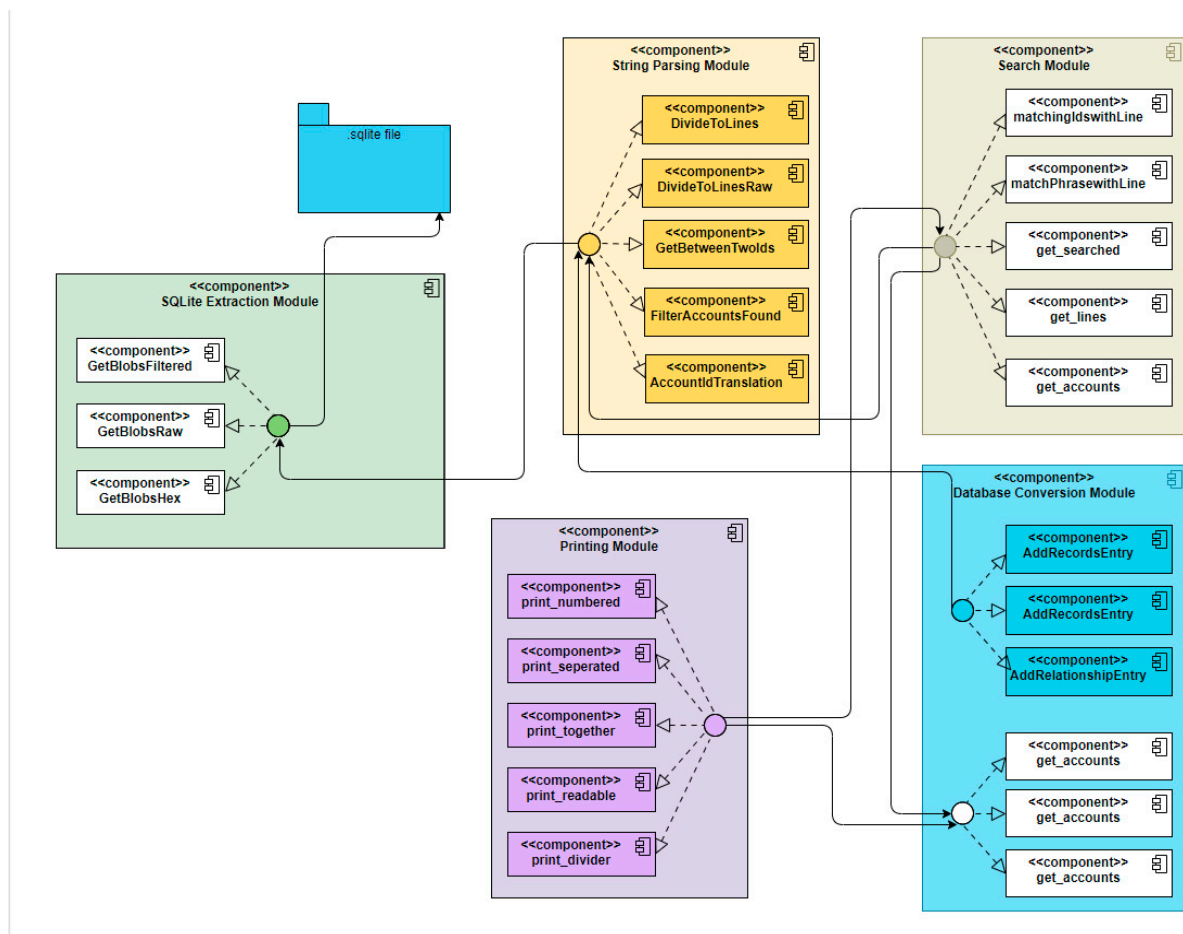 <<component>>
String Parsing Module
<<component>>
DivideToLines
<<component>>
DivideToLinesRaw
<<component>>
GetBetweenTwoIds
<<component>>
FilterAccountsFound
<<component>>
AccountIdTranslation
<<component>>
Search Module
<<component>>
matchingIdswithLine
<<component>>
matchPhrasewithLine
<<component>>
get_searched
<<component>>
get_lines
<<component>>
get_accounts
.sqlite file
<<component>>
SQLite Extraction Module
<<component>>
GetBlobsFiltered
<<component>>
GetBlobsRaw
<<component>>
GetBlobsHex
<<component>>
Printing Module
<<component>>
print_numbered
<<component>>
print_seperated
<<component>>
print_together
<<component>>
print_readable
<<component>>
print_divider
<<component>>
Database Conversion Module
<<component>>
AddRecordsEntry
<<component>>
AddRecordsEntry
<<component>>
AddRelationshipEntry
<<component>>
get_accounts
<<component>>
get_accounts
<<component>>
get_accounts